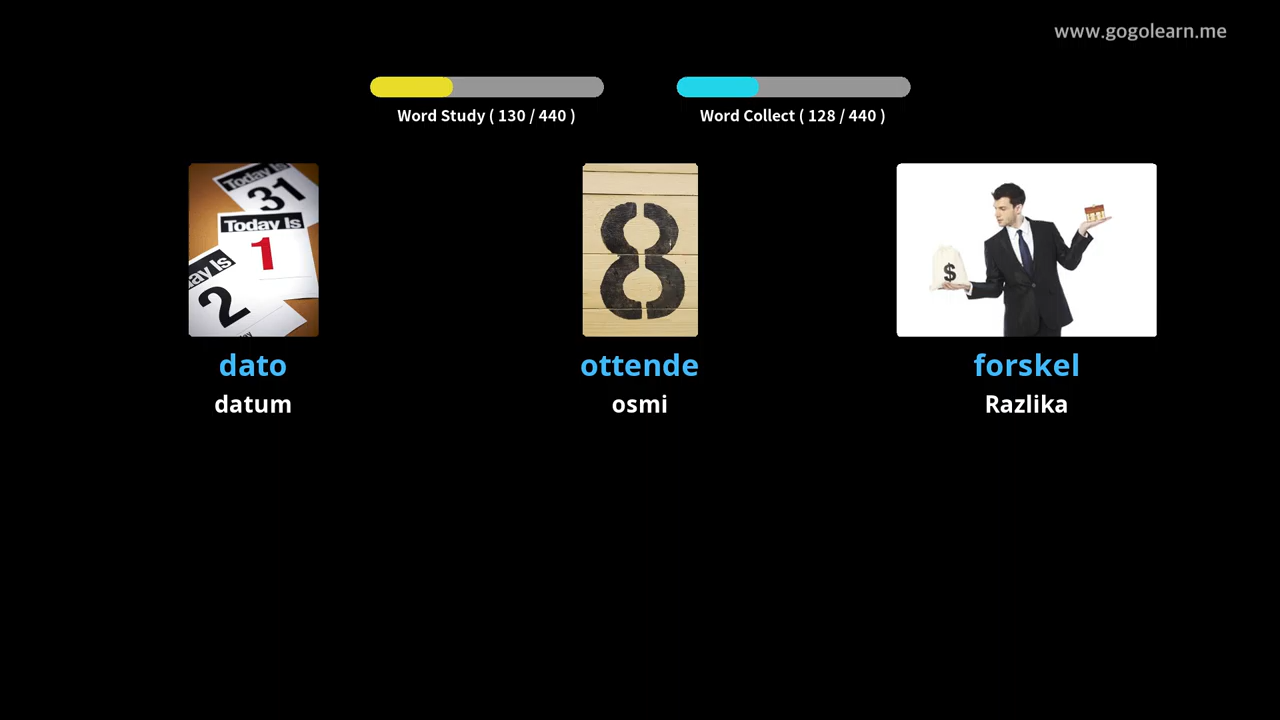 www.gogolearn.me
Word Study ( 130 / 440 )
Word Collect ( 128 / 440 )
Today Is
31
Today Is
1
ay Is
2
8
$
dato
ottende
forskel
datum
osmi
Razlika